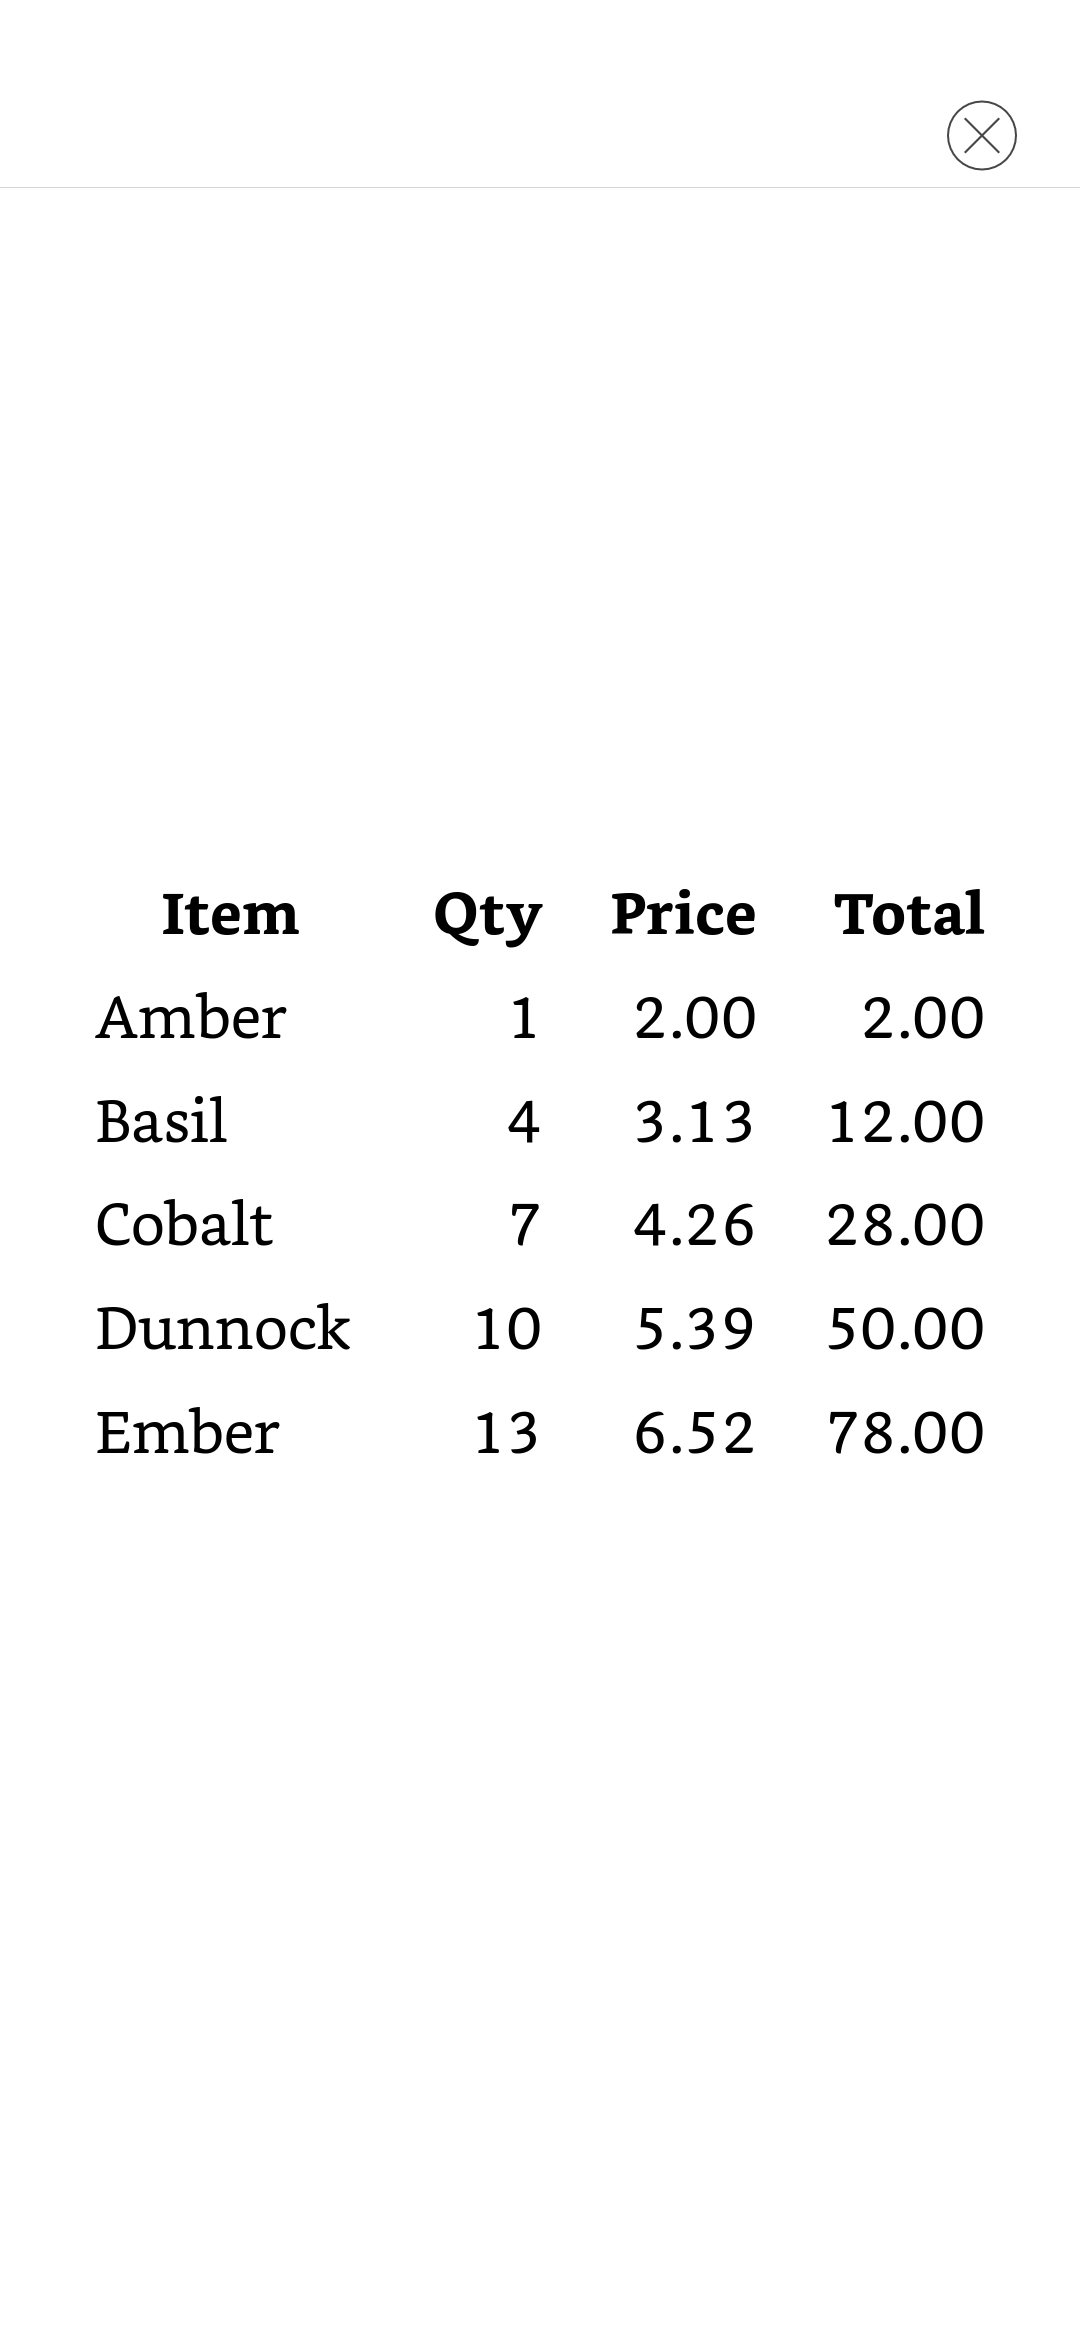 Item Qty Price Total
Amber 1 2.00 2.00
Basil 4 3.13 12.00
Cobalt 7 4.26 28.00
Dunnock 10 5.39 50.00
Ember 13 6.52 78.00